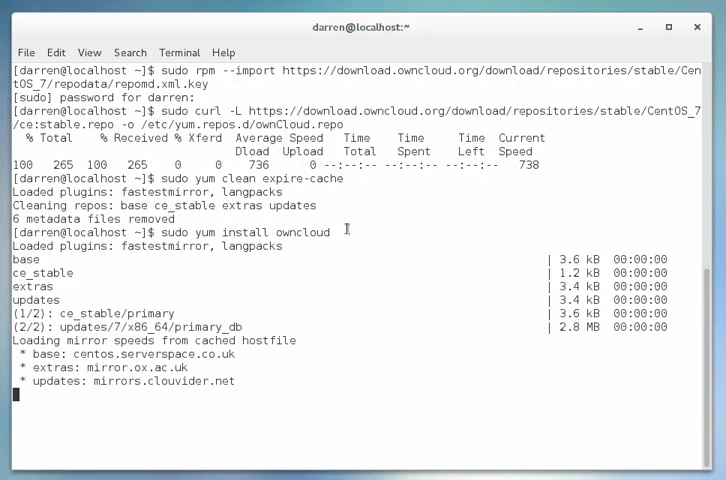 darren@localhost:~
File Edit View Search Terminal Help
[darren@localhost ~]$ sudo rpm --import https://download.owncloud.org/download/repositories/stable/Cen
tOS_7/repodata/repomd.xml.key
[sudo] password for darren:
[darren@localhost ~]$ sudo curl -L https://download.owncloud.org/download/repositories/stable/CentOS_7
/ce:stable.repo -o /etc/yum.repos.d/ownCloud.repo
% Total % Received % Xferd Average Speed Time Time Time Current
Dload Upload Total Spent Left Speed
100 265 100 265 0 0 736 0 --:--:-- --:--:-- --:--:-- 738
[darren@localhost ~]$ sudo yum clean expire-cache
Loaded plugins: fastestmirror, langpacks
Cleaning repos: base ce_stable extras updates
6 metadata files removed
[darren@localhost ~]$ sudo yum install owncloud
Loaded plugins: fastestmirror, langpacks
base | 3.6 kB 00:00:00
ce_stable | 1.2 kB 00:00:00
extras | 3.4 kB 00:00:00
updates | 3.4 kB 00:00:00
(1/2): ce_stable/primary | 3.6 kB 00:00:00
(2/2): updates/7/x86_64/primary_db | 2.8 MB 00:00:00
Loading mirror speeds from cached hostfile
* base: centos.serverspace.co.uk
* extras: mirror.ox.ac.uk
* updates: mirrors.clouvider.net